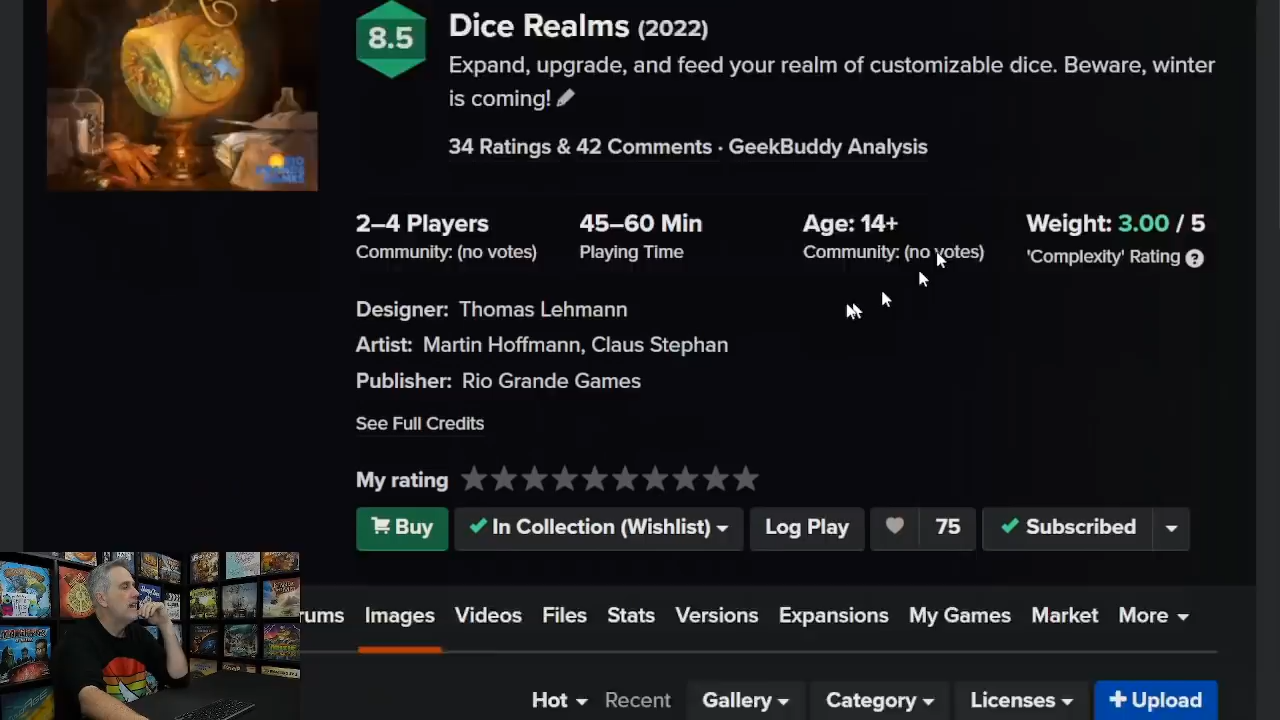 8.5
Dice Realms (2022)
Expand, upgrade, and feed your realm of customizable dice. Beware, winter
is coming!
34 Ratings & 42 Comments · GeekBuddy Analysis
2–4 Players
Community: (no votes)
45–60 Min
Playing Time
Age: 14+
Community: (no votes)
Weight: 3.00 / 5
'Complexity' Rating ?
Designer: Thomas Lehmann
Artist: Martin Hoffmann, Claus Stephan
Publisher: Rio Grande Games
See Full Credits
My rating
Buy
In Collection (Wishlist)
Log Play
75
Subscribed
rums
Images
Videos
Files
Stats
Versions
Expansions
My Games
Market
More
Hot
Recent
Gallery
Category
Licenses
+ Upload